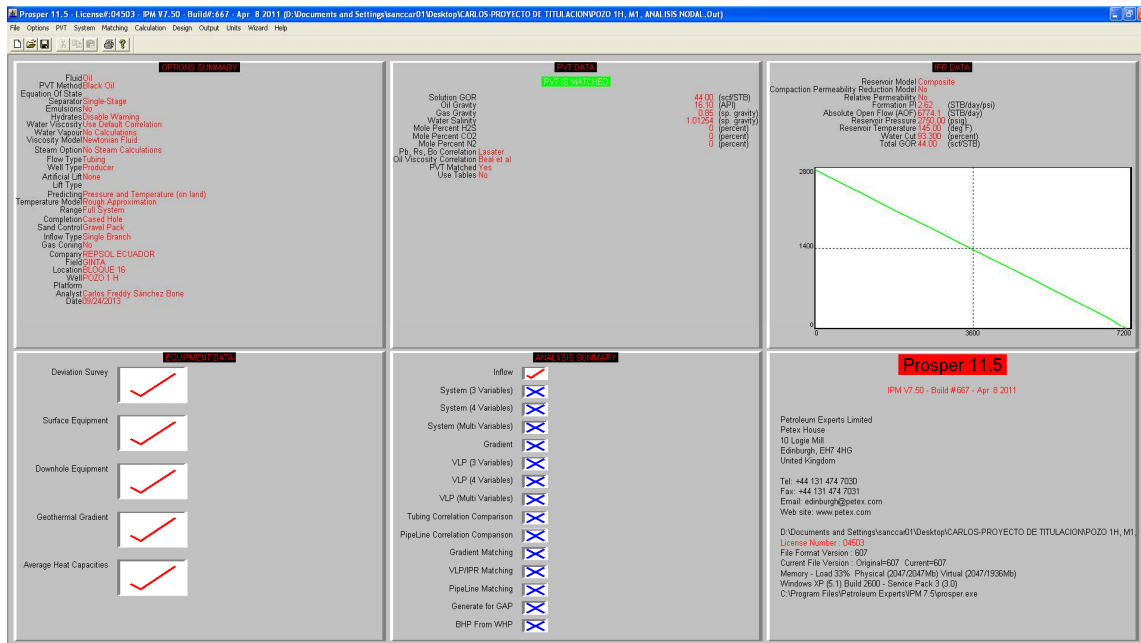 Prosper 11.5 - License#:04503 - IPM V7.50 - Build#:667 - Apr 8 2011 (D:\Documents and Settings\sanccar01\Desktop\CARLOS-PROYECTO DE TITULACION\POZO 1H, M1, ANALISIS NODAL.Out)
File Options PVT System Matching Calculation Design Output Units Wizard Help
OPTIONS SUMMARY
Fluid Oil
PVT Method Black Oil
Equation Of State
Separator Single-Stage
Emulsions No
Hydrates Disable Warning
Water Viscosity Use Default Correlation
Water Vapour No Calculations
Viscosity Model Newtonian Fluid
Steam Option No Steam Calculations
Flow Type Tubing
Well Type Producer
Artificial Lift None
Lift Type
Predicting Pressure and Temperature (on land)
Temperature Model Rough Approximation
Range Full System
Completion Cased Hole
Sand Control Gravel Pack
Inflow Type Single Branch
Gas Coning No
Company REPSOL ECUADOR
Field GINTA
Location BLOQUE 16
Well POZO 1 H
Platform
Analyst Carlos Freddy Sánchez Bone
Date 09/24/2013
PVT DATA
PVT IS MATCHED
Solution GOR 44.00 (scf/STB)
Oil Gravity 16.10 (API)
Gas Gravity 0.85 (sp. gravity)
Water Salinity 1.01254 (sp. gravity)
Mole Percent H2S 0 (percent)
Mole Percent CO2 0 (percent)
Mole Percent N2 0 (percent)
Pb, Rs, Bo Correlation Lasater
Oil Viscosity Correlation Beal et al
PVT Matched Yes
Use Tables No
IPR DATA
Reservoir Model Composite
Compaction Permeability Reduction Model No
Relative Permeability No
Formation PI 2.62 (STB/day/psi)
Absolute Open Flow (AOF) 6774.1 (STB/day)
Reservoir Pressure 2750.00 (psig)
Reservoir Temperature 145.00 (deg F)
Water Cut 93.300 (percent)
Total GOR 44.00 (scf/STB)
2800
1400
0
3600
7200
EQUIPMENT DATA
Deviation Survey
Surface Equipment
Downhole Equipment
Geothermal Gradient
Average Heat Capacities
ANALYSIS SUMMARY
Inflow
System (3 Variables)
System (4 Variables)
System (Multi Variables)
Gradient
VLP (3 Variables)
VLP (4 Variables)
VLP (Multi Variables)
Tubing Correlation Comparison
PipeLine Correlation Comparison
Gradient Matching
VLP/IPR Matching
PipeLine Matching
Generate for GAP
BHP From WHP
Prosper 11.5
IPM V7.50 - Build #667 - Apr 8 2011
Petroleum Experts Limited
Petex House
10 Logie Mill
Edinburgh, EH7 4HG
United Kingdom
Tel: +44 131 474 7030
Fax: +44 131 474 7031
Email: edinburgh@petex.com
Web site: www.petex.com
D:\Documents and Settings\sanccar01\Desktop\CARLOS-PROYECTO DE TITULACION\POZO 1H, M1,
License Number : 04503
File Format Version : 607
Current File Version : Original=607 Current=607
Memory - Load 33% Physical (2047/2047Mb) Virtual (2047/1936Mb)
Windows XP (5.1) Build 2600 - Service Pack 3 (3.0)
C:\Program Files\Petroleum Experts\IPM 7.5\prosper.exe